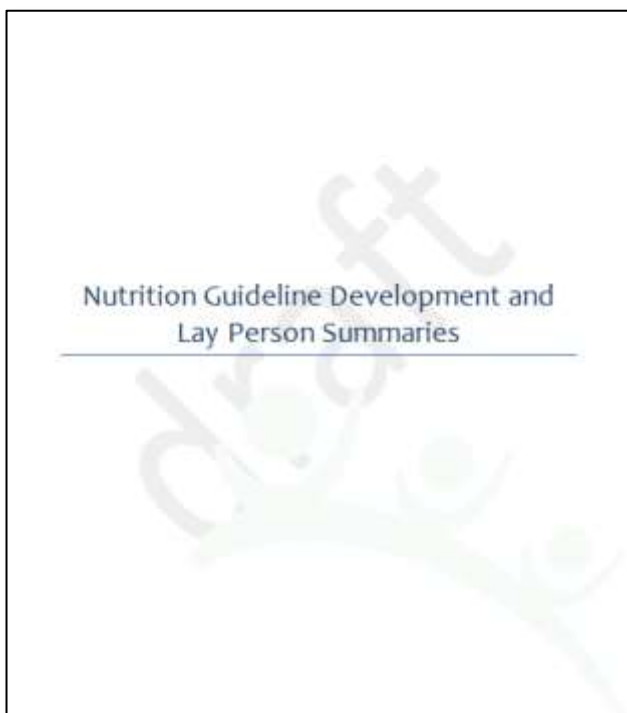 draft
Nutrition Guideline Development and
Lay Person Summaries